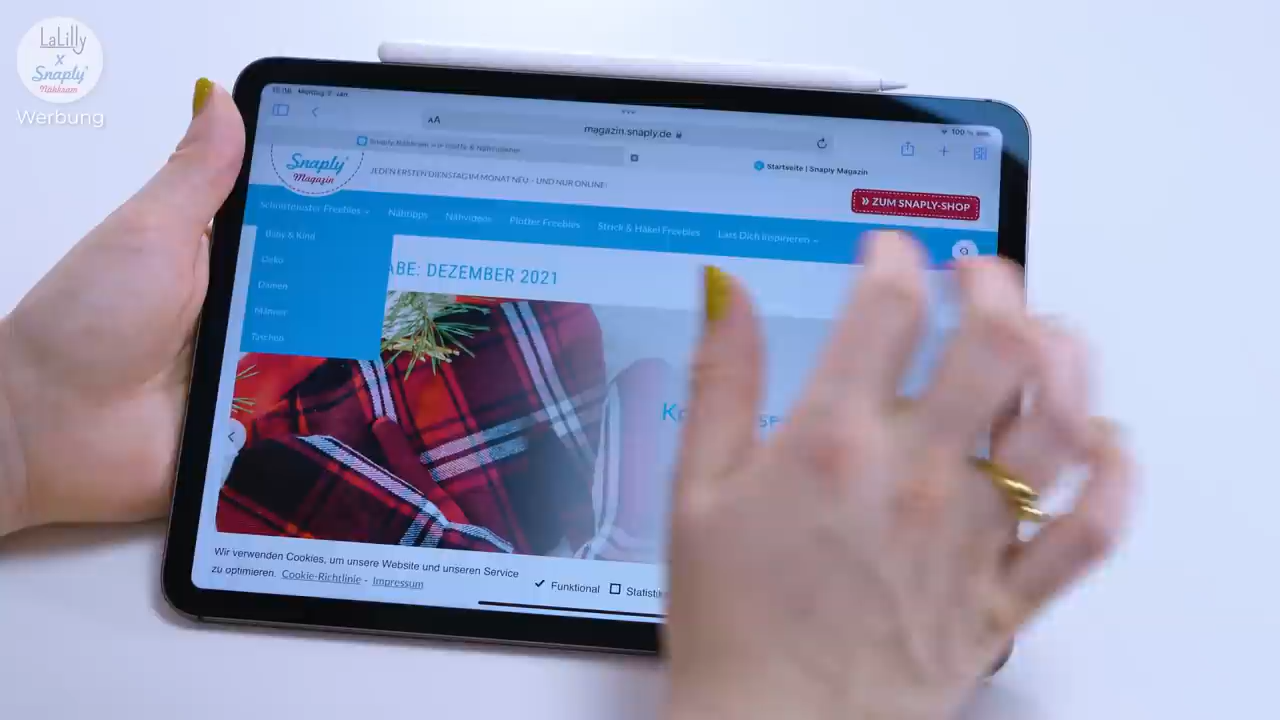 LaLilly
x
Snaply
Nähkram
Werbung
100 %
AA
magazin.snaply.de
Startseite | Snaply Magazin
Snaply
Magazin
JEDEN ERSTEN DIENSTAG IM MONAT NEU - UND NUR ONLINE!
» ZUM SNAPLY-SHOP
Schnittmuster Freebies
Nähtipps
Nähvideos
Plotter Freebies
Strick & Häkel Freebies
Lass Dich Inspirieren
Baby & Kind
Deko
Damen
Männer
Taschen
ABE: DEZEMBER 2021
Wir verwenden Cookies, um unsere Website und unseren Service
zu optimieren. Cookie-Richtlinie - Impressum
Funktional
Statistik